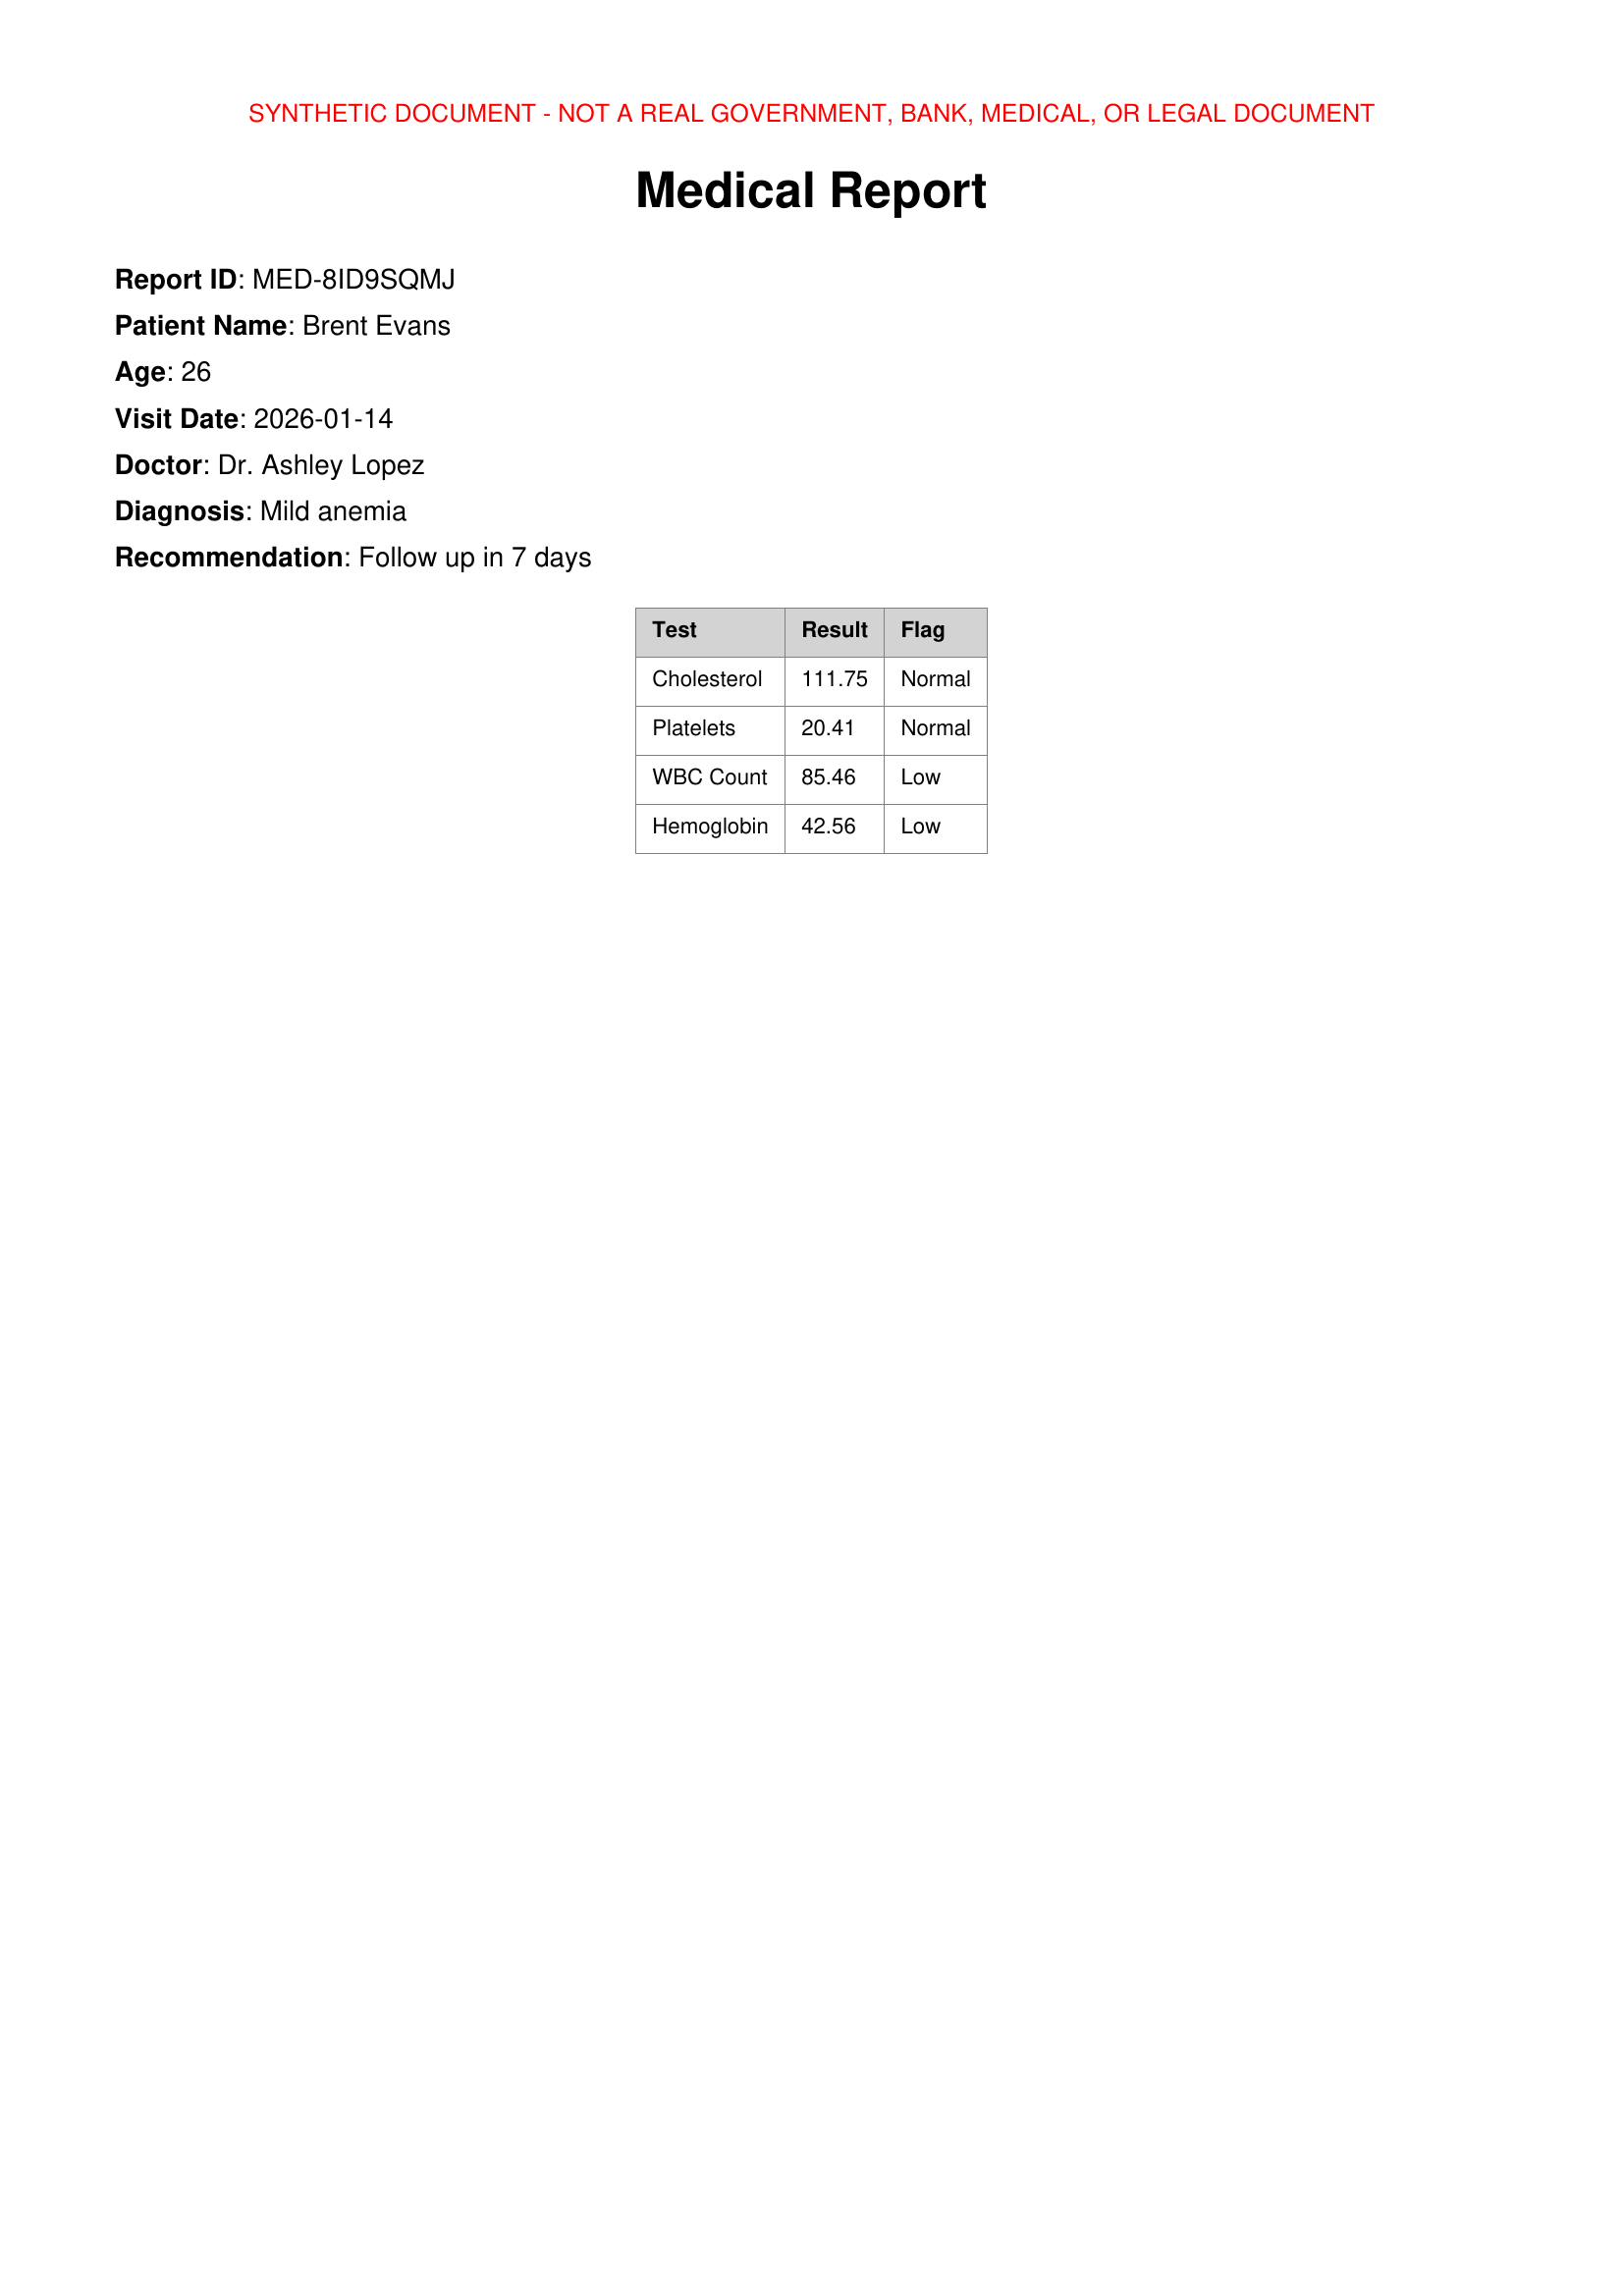 SYNTHETIC DOCUMENT - NOT A REAL GOVERNMENT, BANK, MEDICAL, OR LEGAL DOCUMENT
Medical Report
Report ID: MED-8ID9SQMJ
Patient Name: Brent Evans
Age: 26
Visit Date: 2026-01-14
Doctor: Dr. Ashley Lopez
Diagnosis: Mild anemia
Recommendation: Follow up in 7 days
Test Result Flag
Cholesterol 111.75 Normal
Platelets 20.41 Normal
WBC Count 85.46 Low
Hemoglobin 42.56 Low